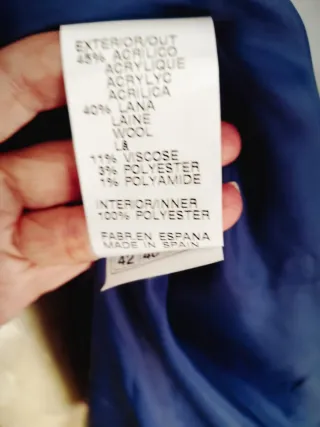 EXTERIOR/OUT
45% ACRILICO
ACRYLIQUE
ACRYLYC
ACRILICA
40% LANA
LAINE
WOOL
Lã
11% VISCOSE
3% POLYESTER
1% POLYAMIDE
INTERIOR/INNER
100% POLYESTER
FABR.EN ESPANA
MADE IN SPAIN
42